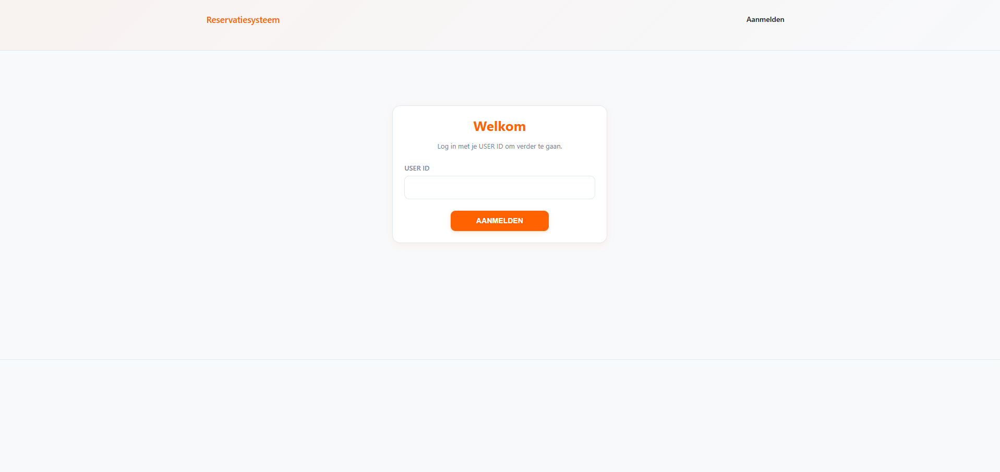 Reservatiesysteem
Aanmelden
Welkom
Log in met je USER ID om verder te gaan.
USER ID
AANMELDEN